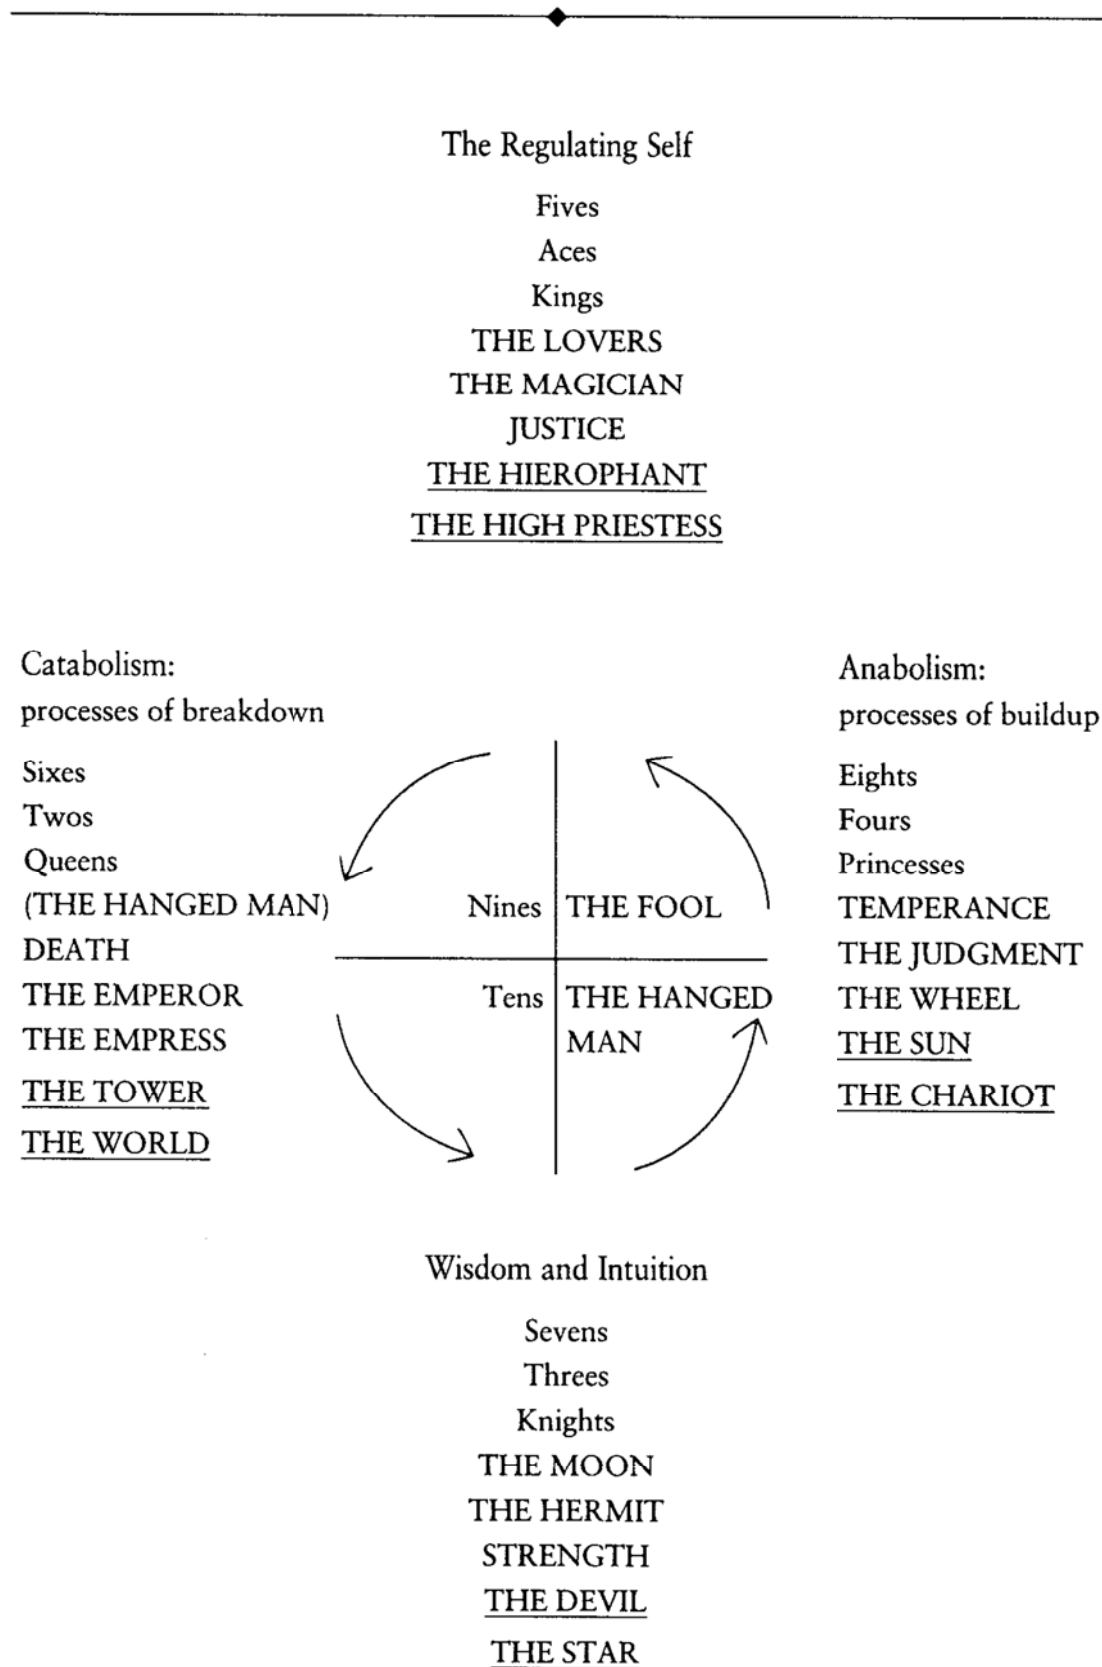 The Regulating Self
Fives
Aces
Kings
THE LOVERS
THE MAGICIAN
JUSTICE
THE HIEROPHANT
THE HIGH PRIESTESS
Catabolism:
processes of breakdown
Sixes
Twos
Queens
(THE HANGED MAN)
DEATH
THE EMPEROR
THE EMPRESS
THE TOWER
THE WORLD
Nines
THE FOOL
Tens
THE HANGED
MAN
Anabolism:
processes of buildup
Eights
Fours
Princesses
TEMPERANCE
THE JUDGMENT
THE WHEEL
THE SUN
THE CHARIOT
Wisdom and Intuition
Sevens
Threes
Knights
THE MOON
THE HERMIT
STRENGTH
THE DEVIL
THE STAR